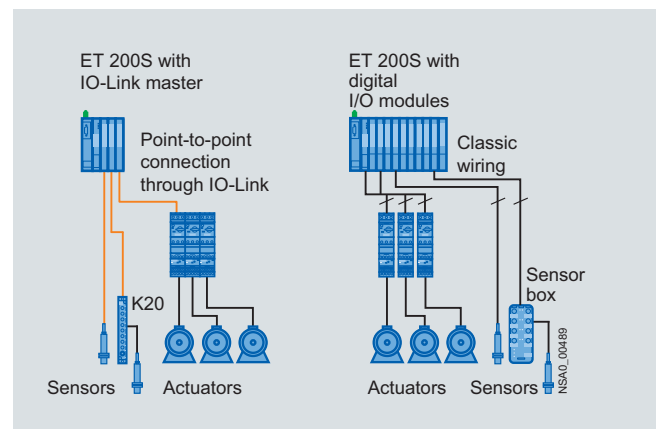 ET 200S with
IO-Link master
Point-to-point
connection
through IO-Link
K20
Sensors
Actuators
ET 200S with
digital
I/O modules
Classic
wiring
Sensor
box
Actuators
Sensors
NSA0_00489